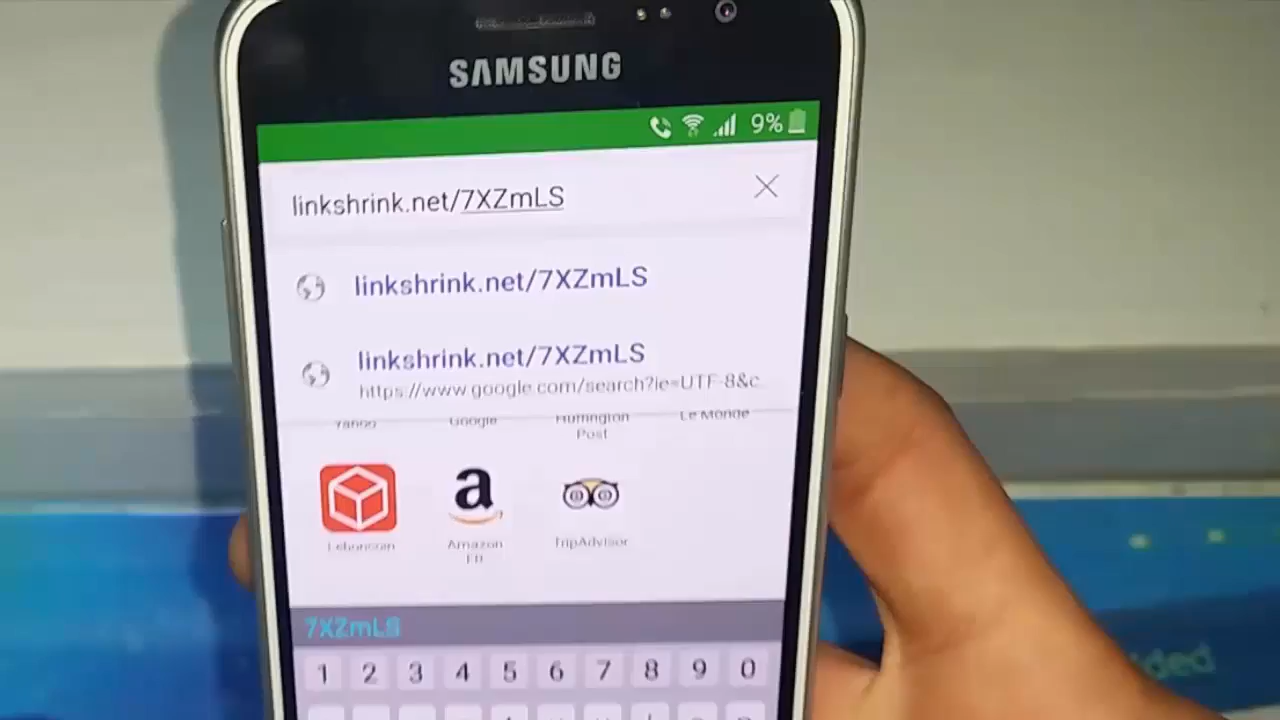 SAMSUNG
9%
linkshrink.net/7XZmLS
linkshrink.net/7XZmLS
linkshrink.net/7XZmLS
https://www.google.com/search?ie=UTF-8&c
Yahoo Google Huffington Le Monde
Post
Leboncoin Amazon TripAdvisor
FR
7XZmLS
1 2 3 4 5 6 7 8 9 0